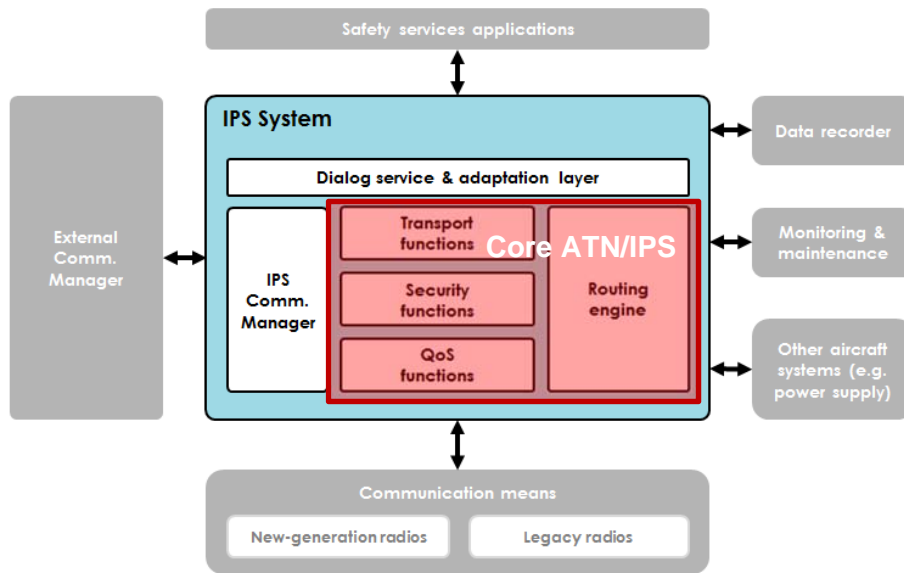 Safety services applications
IPS System
Data recorder
Dialog service & adaptation layer
External
Comm.
Manager
IPS
Comm.
Manager
Transport
functions
Core ATN/IPS
Security
functions
Routing
engine
QoS
functions
Monitoring &
maintenance
Other aircraft
systems (e.g.
power supply)
Communication means
New-generation radios
Legacy radios